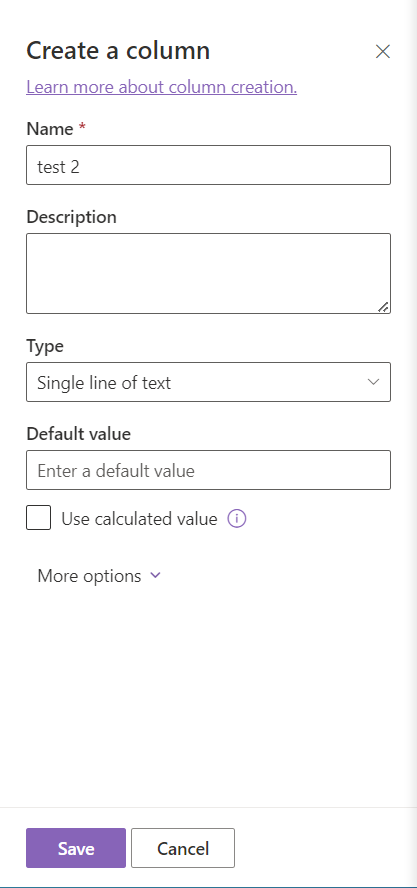 Create a column
Learn more about column creation.
Name *
test 2
Description
Type
Single line of text
Default value
Enter a default value
Use calculated value
More options
Save Cancel